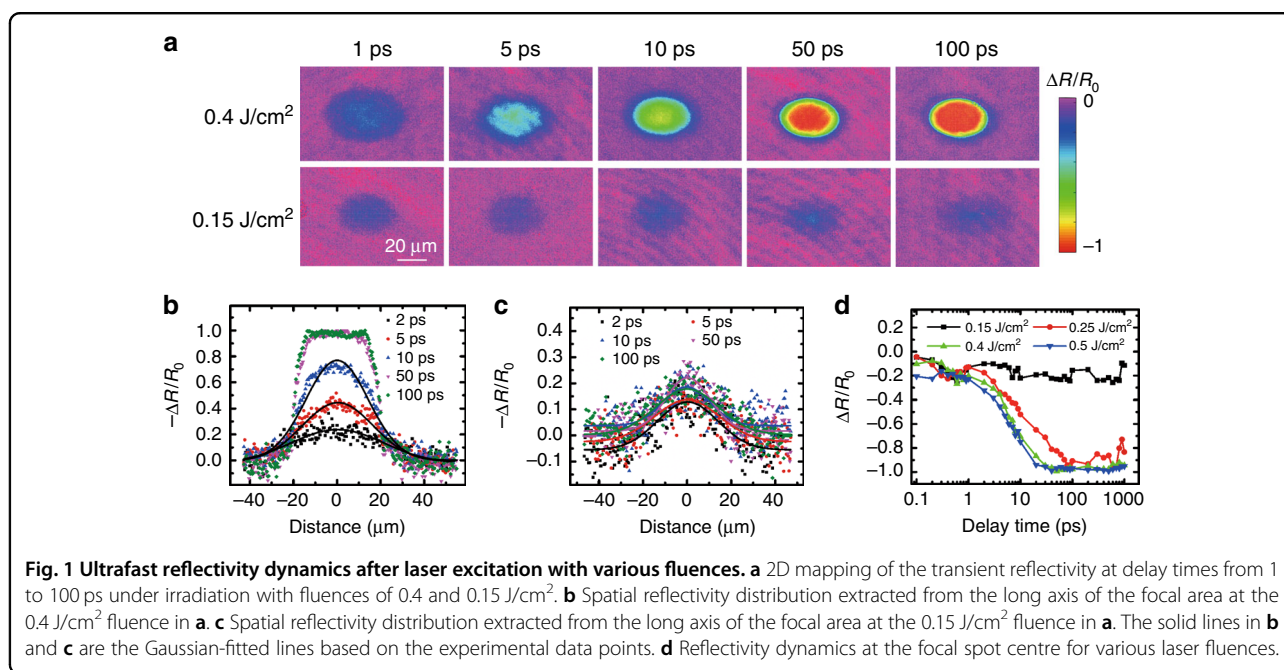 a
1 ps 5 ps 10 ps 50 ps 100 ps
ΔR/R0
0.4 J/cm²
0
−1
0.15 J/cm²
20 μm
b
−ΔR/R0
1.0
0.8
0.6
0.4
0.2
0.0
2 ps
5 ps
10 ps
50 ps
100 ps
−40 −20 0 20 40
Distance (μm)
c
−ΔR/R0
0.4
0.3
0.2
0.1
0.0
−0.1
2 ps 5 ps
10 ps 50 ps
100 ps
−40 −20 0 20 40
Distance (μm)
d
ΔR/R0
0.2
0.0
−0.2
−0.4
−0.6
−0.8
−1.0
0.15 J/cm² 0.25 J/cm²
0.4 J/cm² 0.5 J/cm²
0.1 1 10 100 1000
Delay time (ps)
Fig. 1 Ultrafast reflectivity dynamics after laser excitation with various fluences. a 2D mapping of the transient reflectivity at delay times from 1
to 100 ps under irradiation with fluences of 0.4 and 0.15 J/cm². b Spatial reflectivity distribution extracted from the long axis of the focal area at the
0.4 J/cm² fluence in a. c Spatial reflectivity distribution extracted from the long axis of the focal area at the 0.15 J/cm² fluence in a. The solid lines in b
and c are the Gaussian-fitted lines based on the experimental data points. d Reflectivity dynamics at the focal spot centre for various laser fluences.